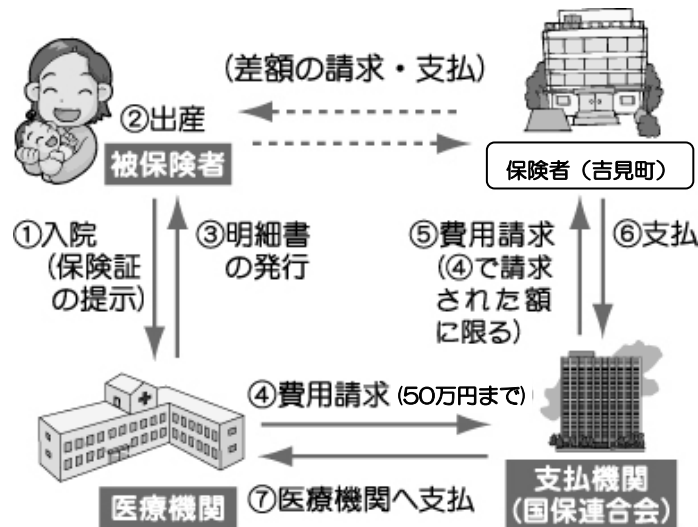 (差額の請求・支払)
②出産
被保険者
保険者(吉見町)
①入院
(保険証
の提示)
③明細書
の発行
⑤費用請求
(④で請求
された額
に限る)
⑥支払
④費用請求(50万円まで)
⑦医療機関へ支払
医療機関
支払機関
(国保連合会)